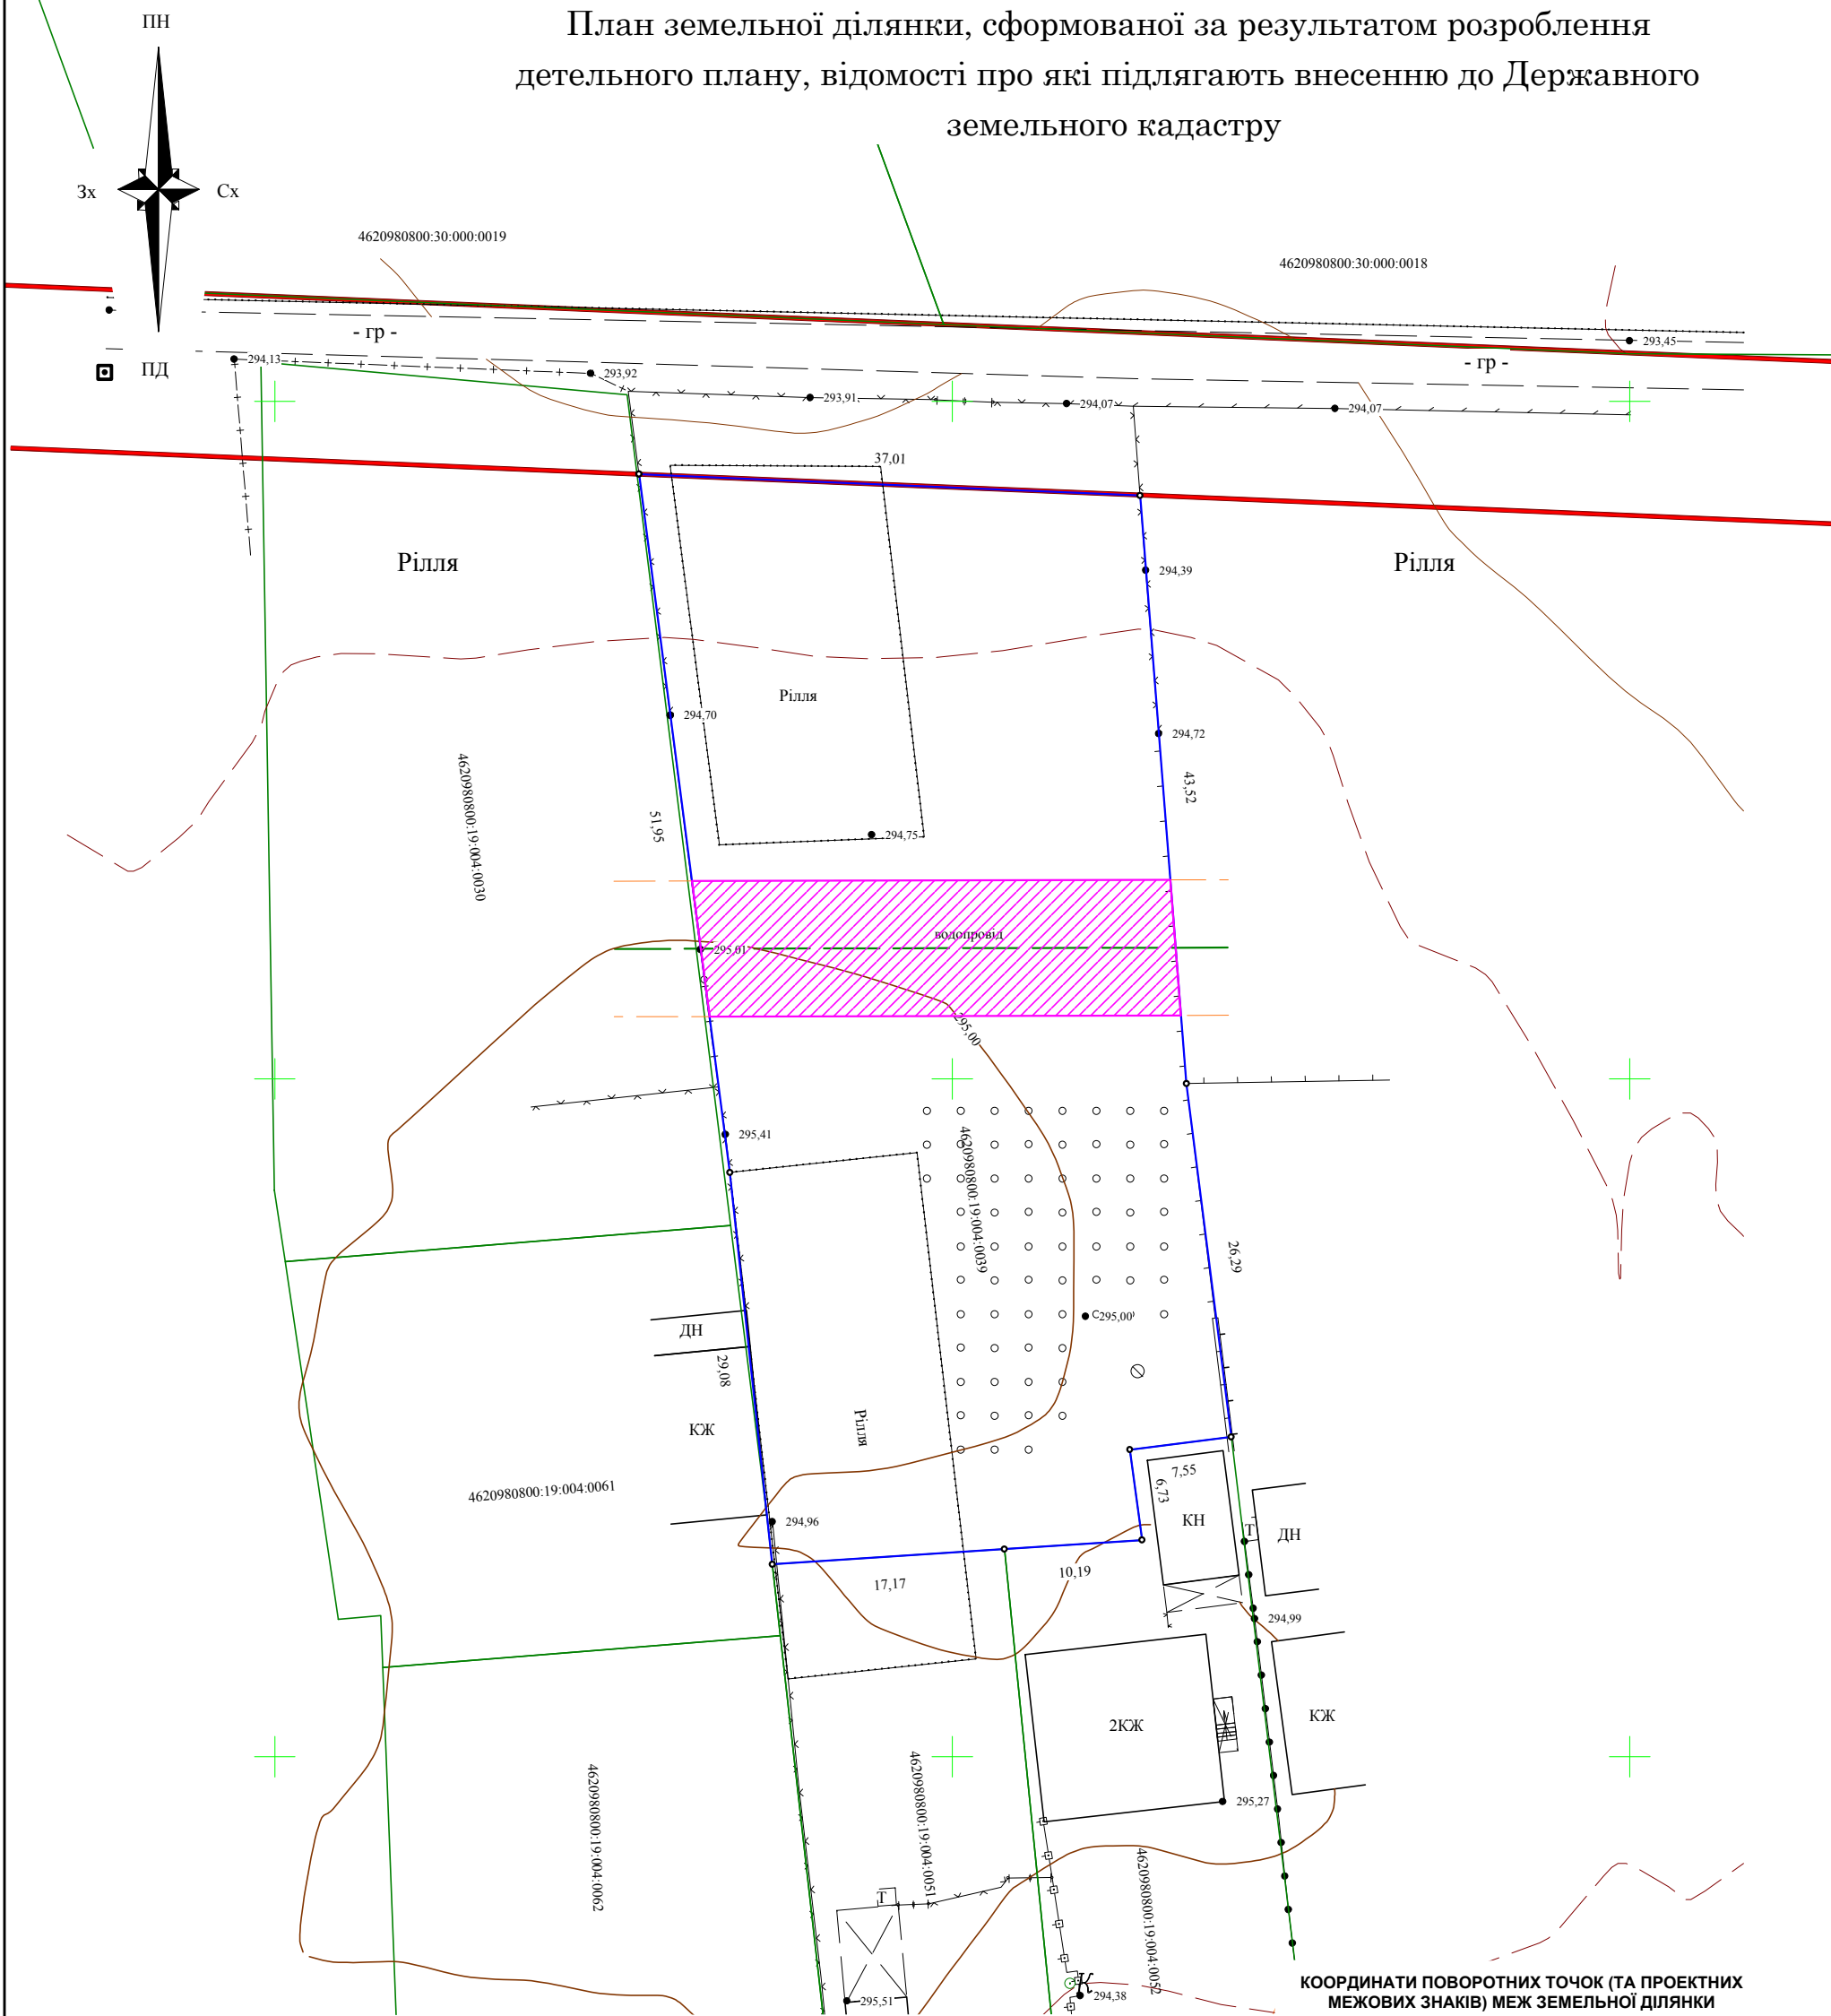 План земельної ділянки, сформованої за результатом розроблення
детельного плану, відомості про які підлягають внесенню до Державного
земельного кадастру
ПН
Зх
Сх
ПД
4620980800:30:000:0019
4620980800:30:000:0018
- гр -
- гр -
293,45
294,13
293,92
293,91
294,07
294,07
37,01
Рілля
Рілля
294,39
Рілля
294,70
294,72
43,52
51,95
4620980800:19:004:0030
294,75
водопровід
295,01
295,00
295,41
4620980800:19:004:0039
26,29
295,00
ДН
29,08
КЖ
Рілля
4620980800:19:004:0061
7,55
6,73
294,96
КН
Т
ДН
17,17
10,19
294,99
2КЖ
КЖ
295,27
4620980800:19:004:0062
4620980800:19:004:0051
4620980800:19:004:0052
Т
К
294,38
295,51
КООРДИНАТИ ПОВОРОТНИХ ТОЧОК (ТА ПРОЕКТНИХ
МЕЖОВИХ ЗНАКІВ) МЕЖ ЗЕМЕЛЬНОЇ ДІЛЯНКИ